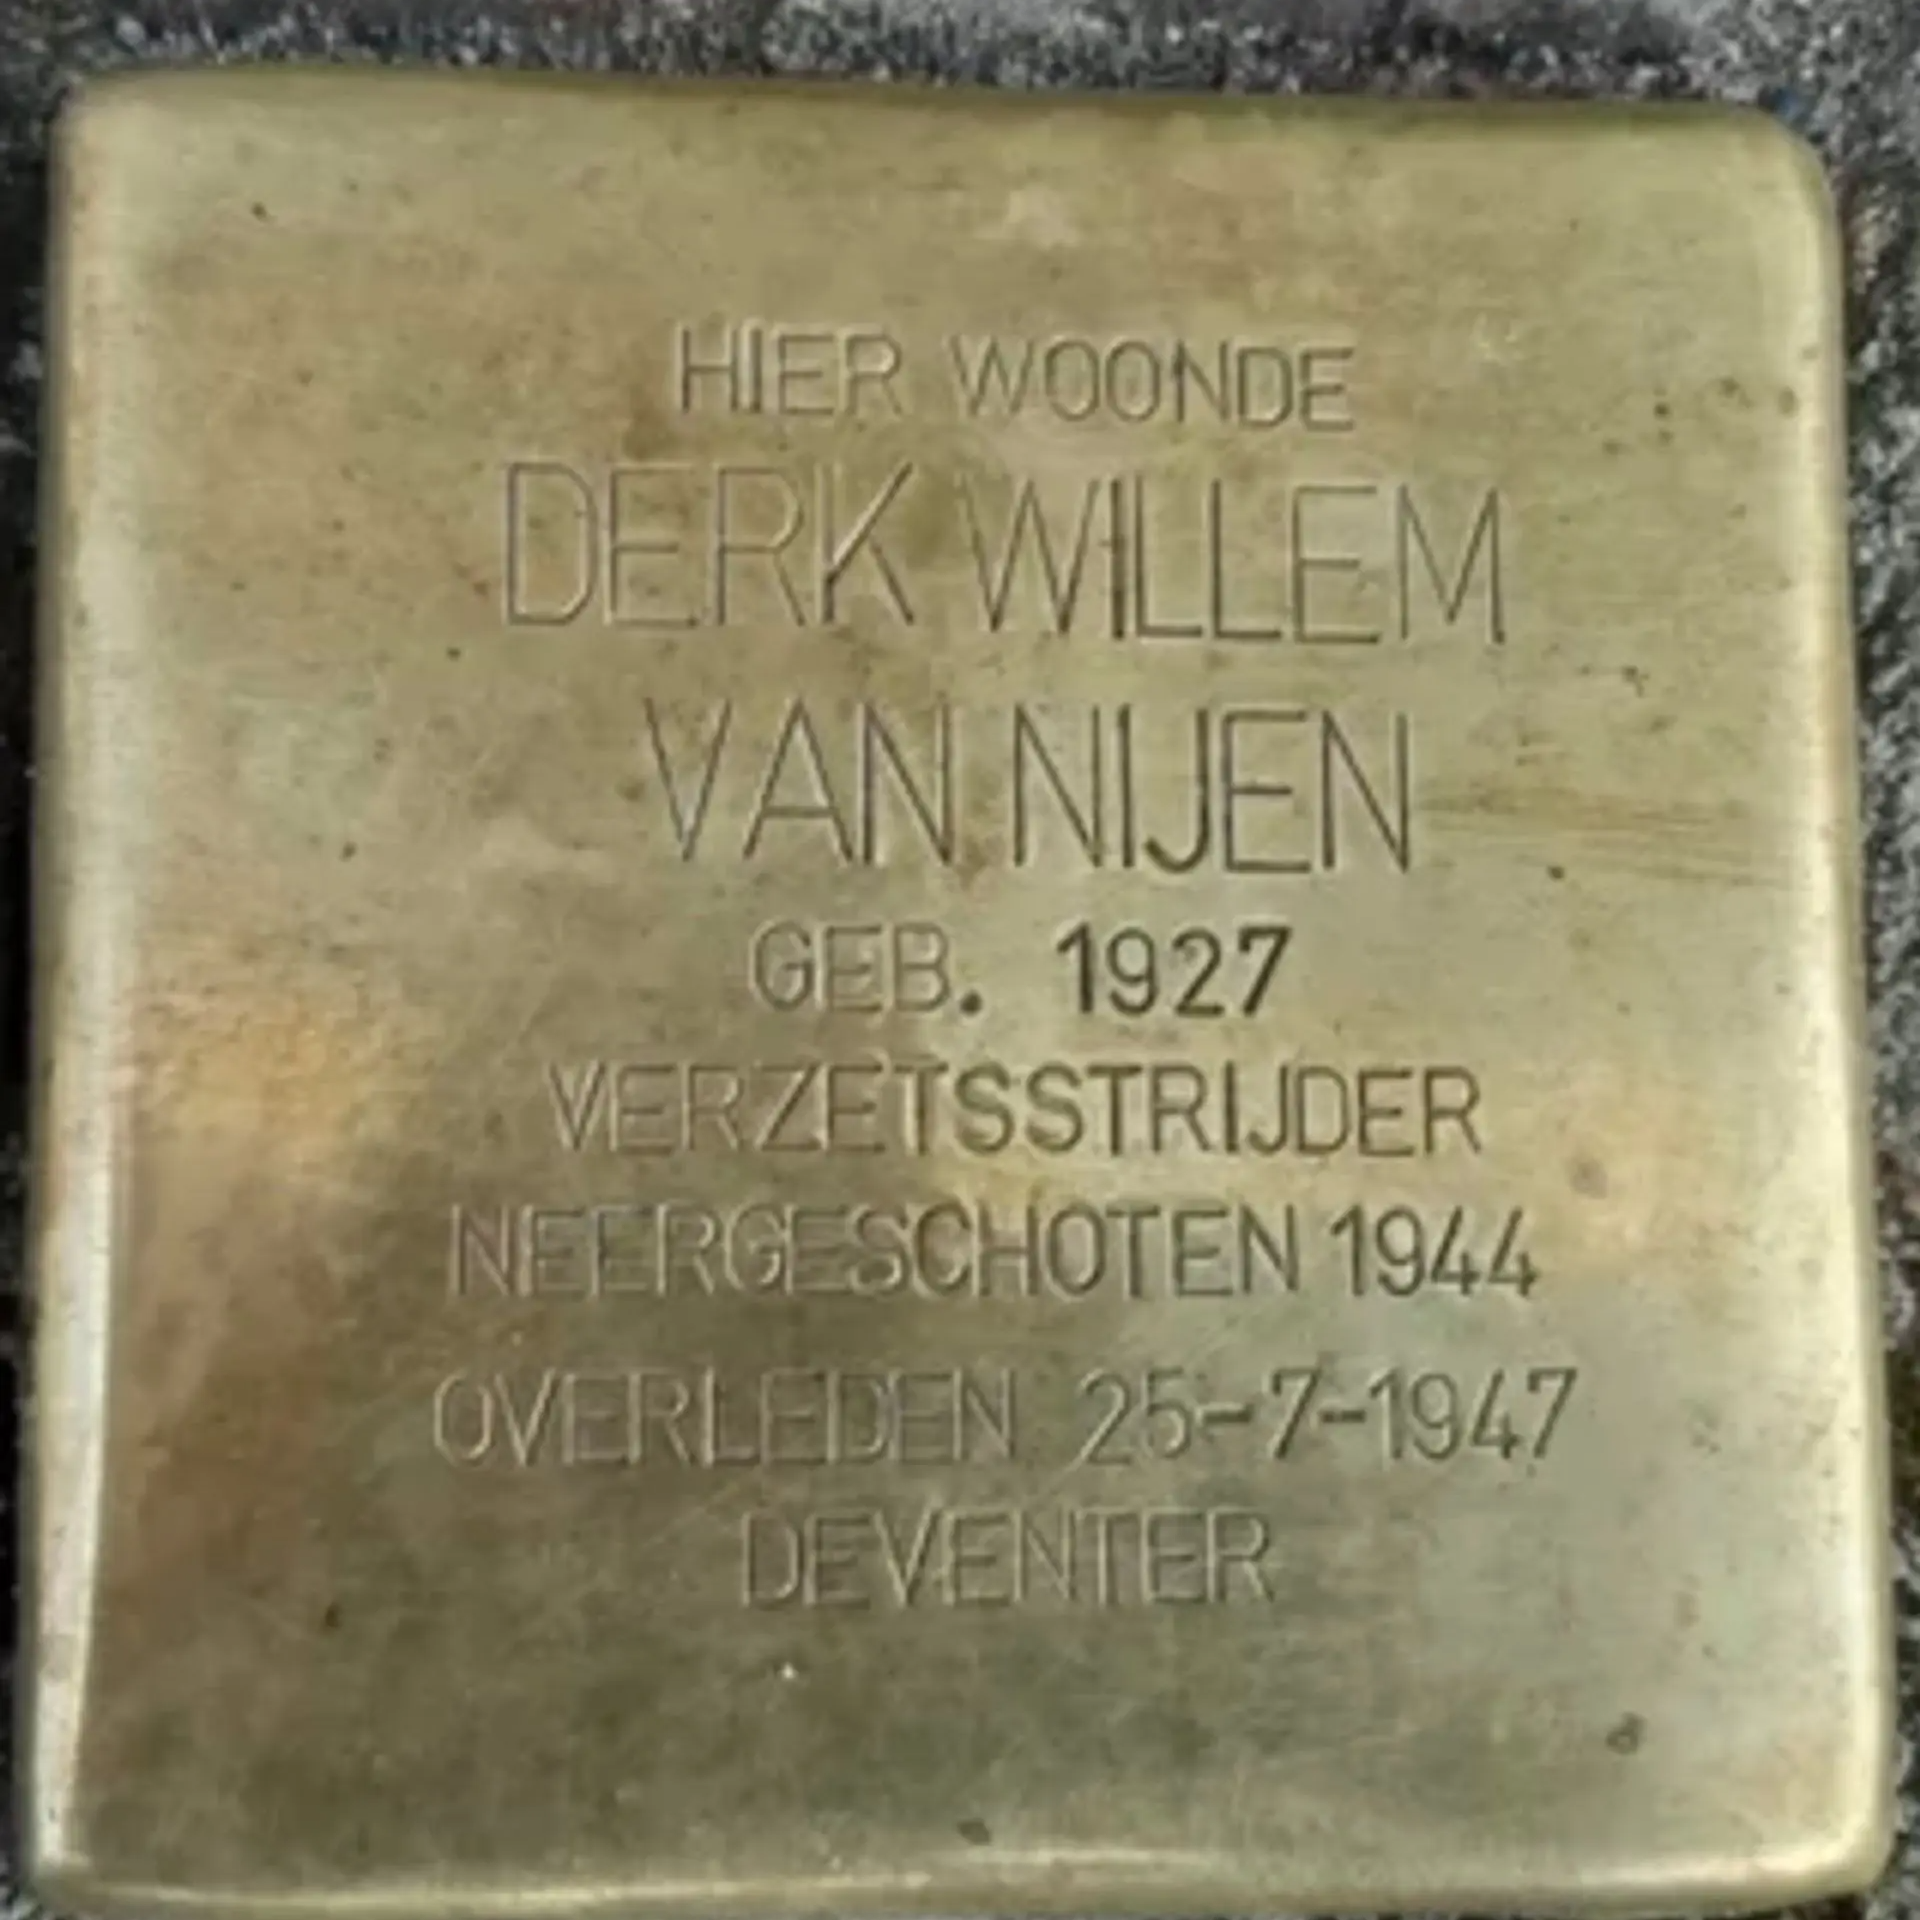 HIER WOONDE
DERK WILLEM
VAN NIJEN
GEB. 1927
VERZETSSTRIJDER
NEERGESCHOTEN 1944
OVERLEDEN 25-7-1947
DEVENTER